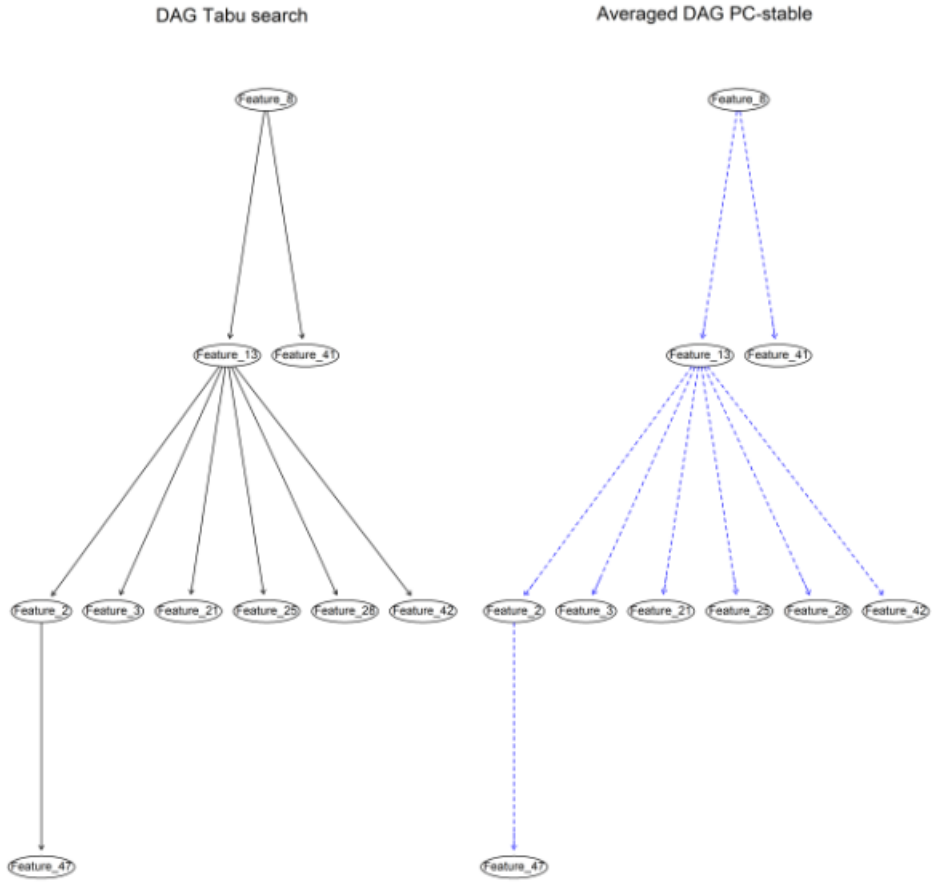 DAG Tabu search
Averaged DAG PC-stable
Feature_8
Feature_8
Feature_13
Feature_41
Feature_13
Feature_41
Feature_2
Feature_3
Feature_21
Feature_25
Feature_28
Feature_42
Feature_2
Feature_3
Feature_21
Feature_25
Feature_28
Feature_42
Feature_47
Feature_47